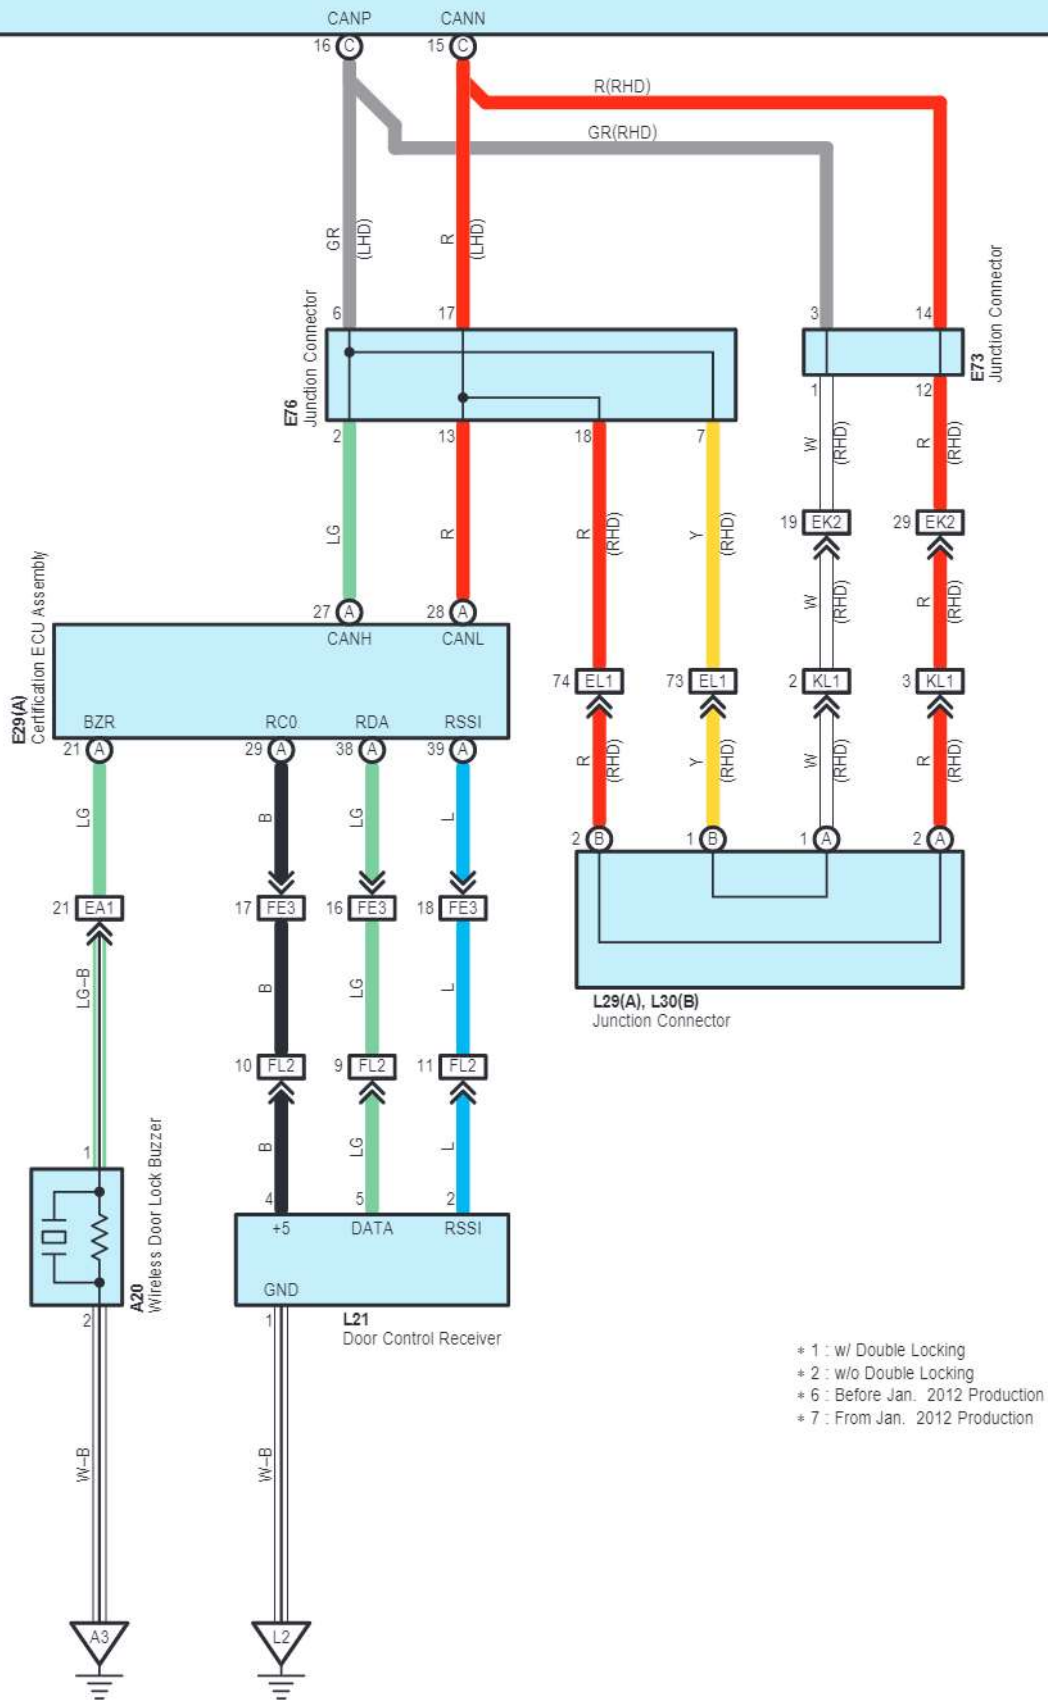 CANP CANN
16 C 15 C
R(RHD)
GR(RHD)
GR (LHD) R (LHD)
6 17 3 14
E76
Junction Connector
E73
Junction Connector
2 13 18 7 1 12
W (RHD) R (RHD)
19 EK2 29 EK2
LG R R (RHD) Y (RHD)
W (RHD) R (RHD)
27 A 28 A
CANH CANL
E29(A)
Certification ECU Assembly
74 EL1 73 EL1 2 KL1 3 KL1
BZR RC0 RDA RSSI
21 A 29 A 38 A 39 A
R (RHD) Y (RHD) W (RHD) R (RHD)
LG B LG L
2 B 1 B 1 A 2 A
21 EA1 17 FE3 16 FE3 18 FE3
LG-B B LG L
L29(A), L30(B)
Junction Connector
10 FL2 9 FL2 11 FL2
B LG L
1 4 5 2
+5 DATA RSSI
GND
A20
Wireless Door Lock Buzzer
2 1
L21
Door Control Receiver
* 1 : w/ Double Locking
* 2 : w/o Double Locking
* 6 : Before Jan. 2012 Production
* 7 : From Jan. 2012 Production
W-B W-B
A3 L2